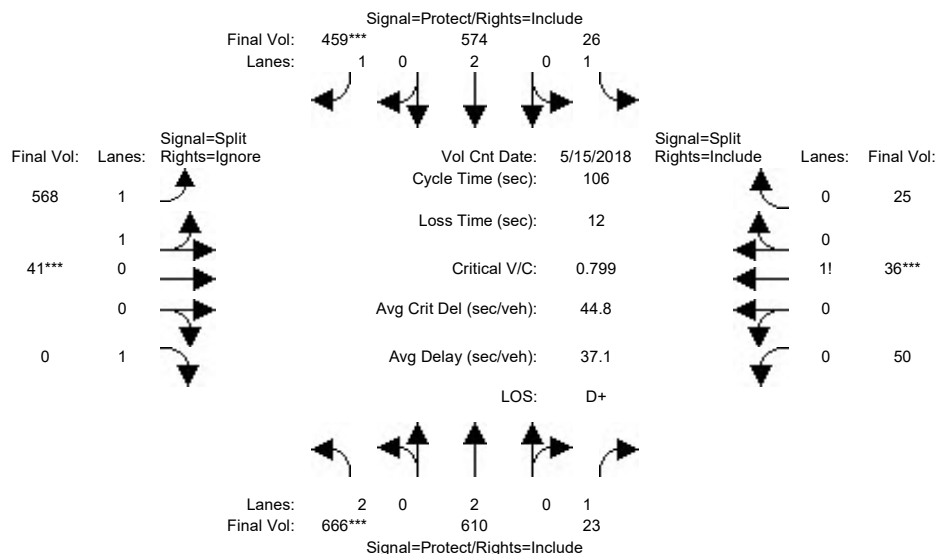 Signal=Protect/Rights=Include
Final Vol: 459*** 574 26
Lanes: 1 0 2 0 1
Signal=Split
Final Vol: Lanes: Rights=Ignore
Vol Cnt Date: 5/15/2018
Signal=Split
Rights=Include Lanes: Final Vol:
Cycle Time (sec): 106
568 1 0 25
Loss Time (sec): 12
1 0
41*** 0 Critical V/C: 0.799 1! 36***
0 Avg Crit Del (sec/veh): 44.8 0
0 1 Avg Delay (sec/veh): 37.1 0 50
LOS: D+
Lanes: 2 0 2 0 1
Final Vol: 666*** 610 23
Signal=Protect/Rights=Include